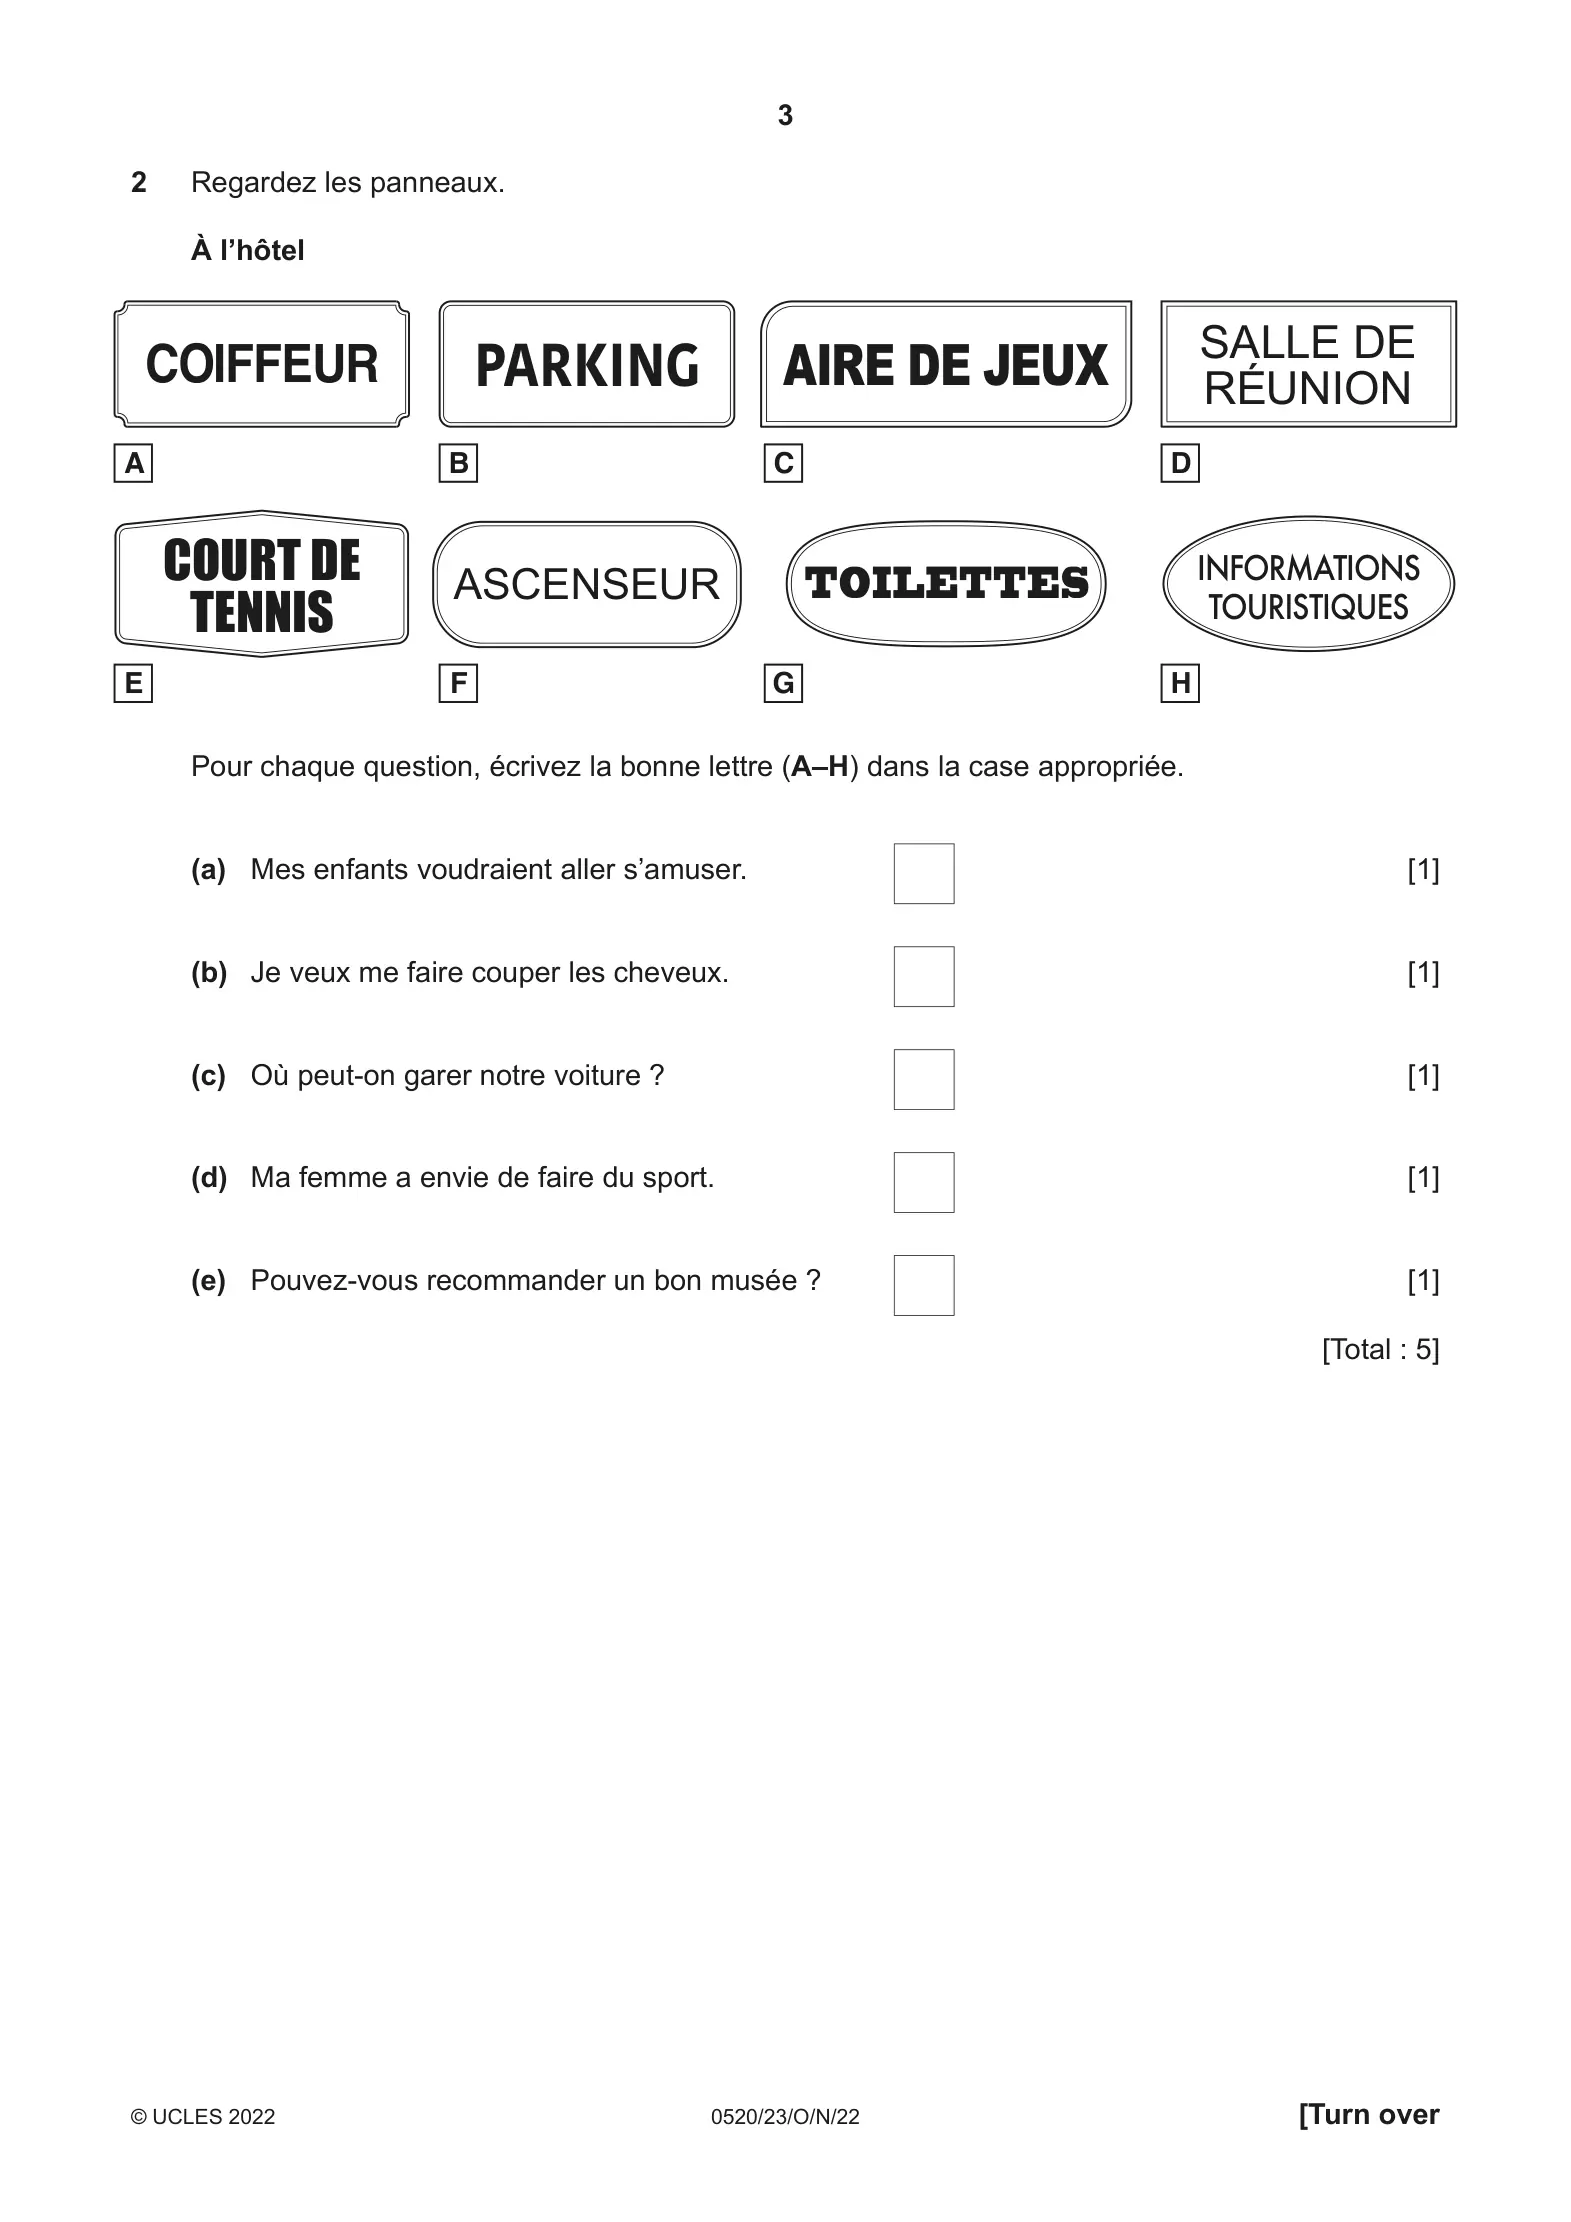 3
2 Regardez les panneaux.
À l’hôtel
COIFFEUR
PARKING
AIRE DE JEUX
SALLE DE
RÉUNION
A
B
C
D
COURT DE
TENNIS
ASCENSEUR
TOILETTES
INFORMATIONS
TOURISTIQUES
E
F
G
H
Pour chaque question, écrivez la bonne lettre (A–H) dans la case appropriée.
(a) Mes enfants voudraient aller s’amuser. [1]
(b) Je veux me faire couper les cheveux. [1]
(c) Où peut-on garer notre voiture ? [1]
(d) Ma femme a envie de faire du sport. [1]
(e) Pouvez-vous recommander un bon musée ? [1]
[Total : 5]
© UCLES 2022 0520/23/O/N/22 [Turn over